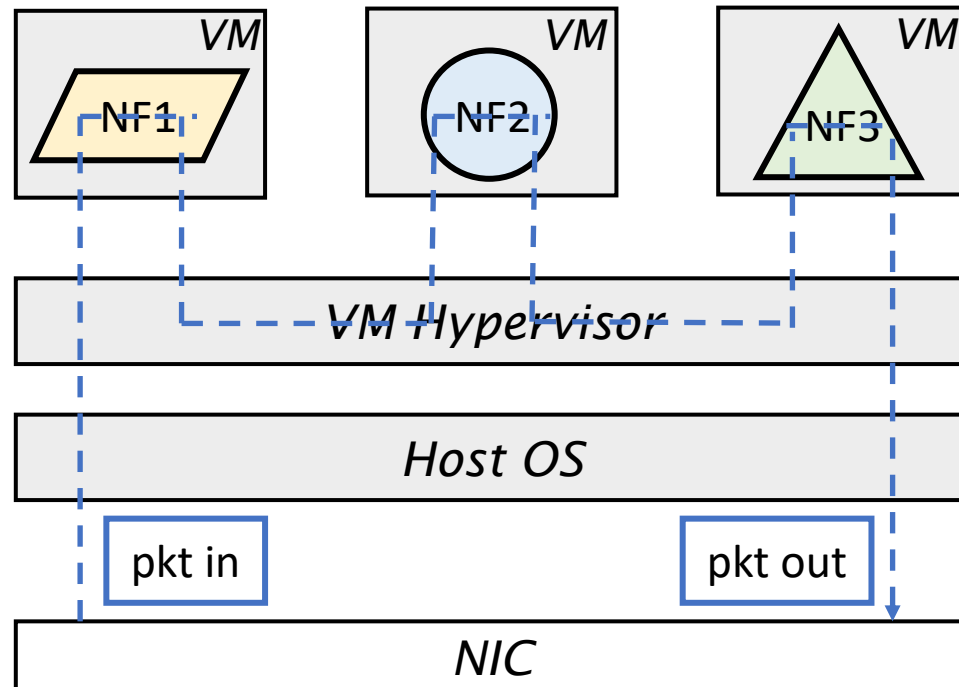 VM
VM
VM
NF1
NF2
NF3
VM Hypervisor
Host OS
pkt in
pkt out
NIC